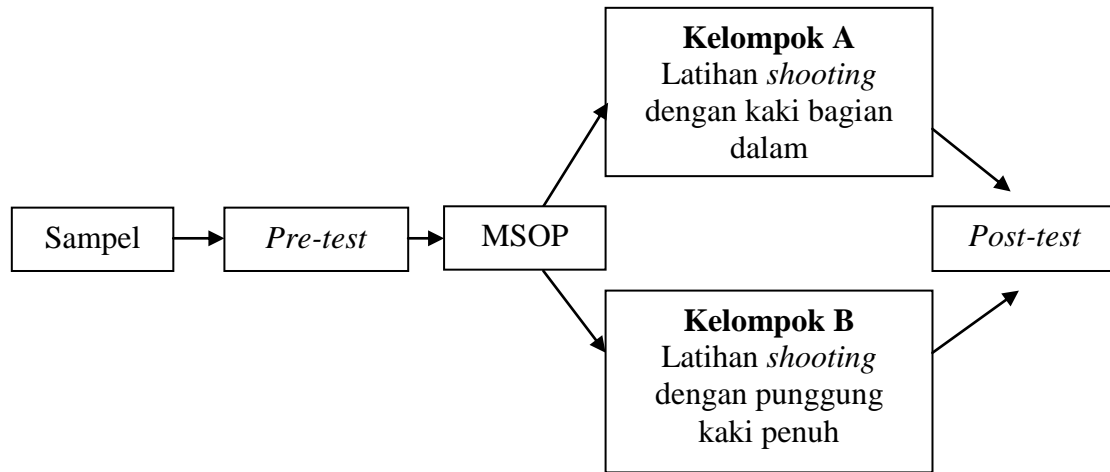 Sampel
Pre-test
MSOP
Kelompok A
Latihan shooting
dengan kaki bagian
dalam
Kelompok B
Latihan shooting
dengan punggung
kaki penuh
Post-test